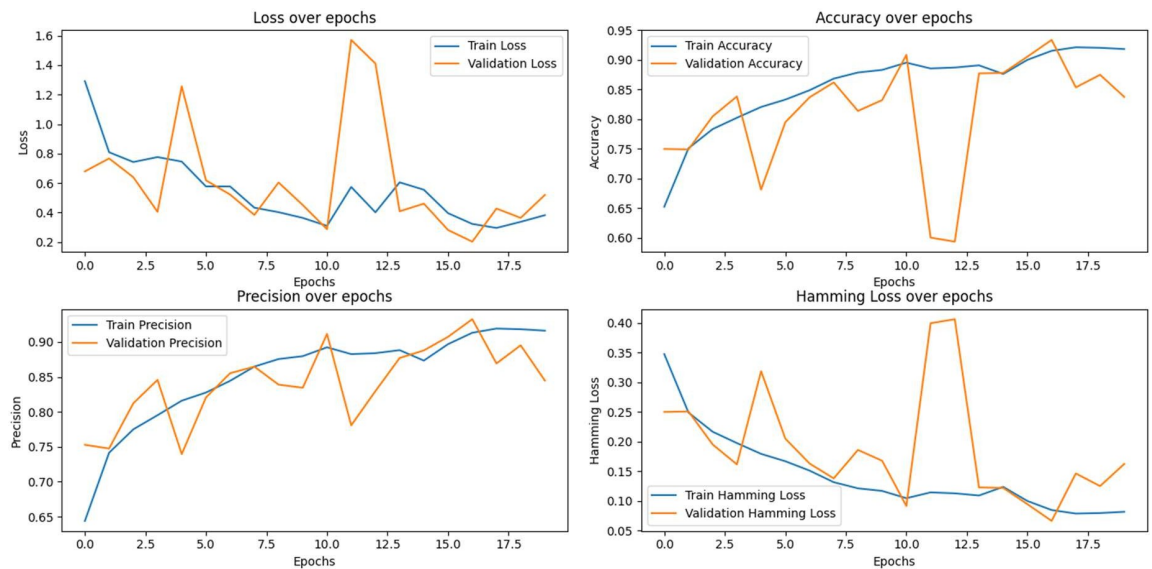 Loss over epochs
1.6
1.4
1.2
1.0
0.8
0.6
0.4
0.2
Loss
Train Loss
Validation Loss
0.0 2.5 5.0 7.5 10.0 12.5 15.0 17.5
Epochs
Accuracy over epochs
0.95
0.90
0.85
0.80
0.75
0.70
0.65
0.60
Accuracy
Train Accuracy
Validation Accuracy
0.0 2.5 5.0 7.5 10.0 12.5 15.0 17.5
Epochs
Precision over epochs
0.90
0.85
0.80
0.75
0.70
0.65
Precision
Train Precision
Validation Precision
0.0 2.5 5.0 7.5 10.0 12.5 15.0 17.5
Epochs
Hamming Loss over epochs
0.40
0.35
0.30
0.25
0.20
0.15
0.10
0.05
Hamming Loss
Train Hamming Loss
Validation Hamming Loss
0.0 2.5 5.0 7.5 10.0 12.5 15.0 17.5
Epochs